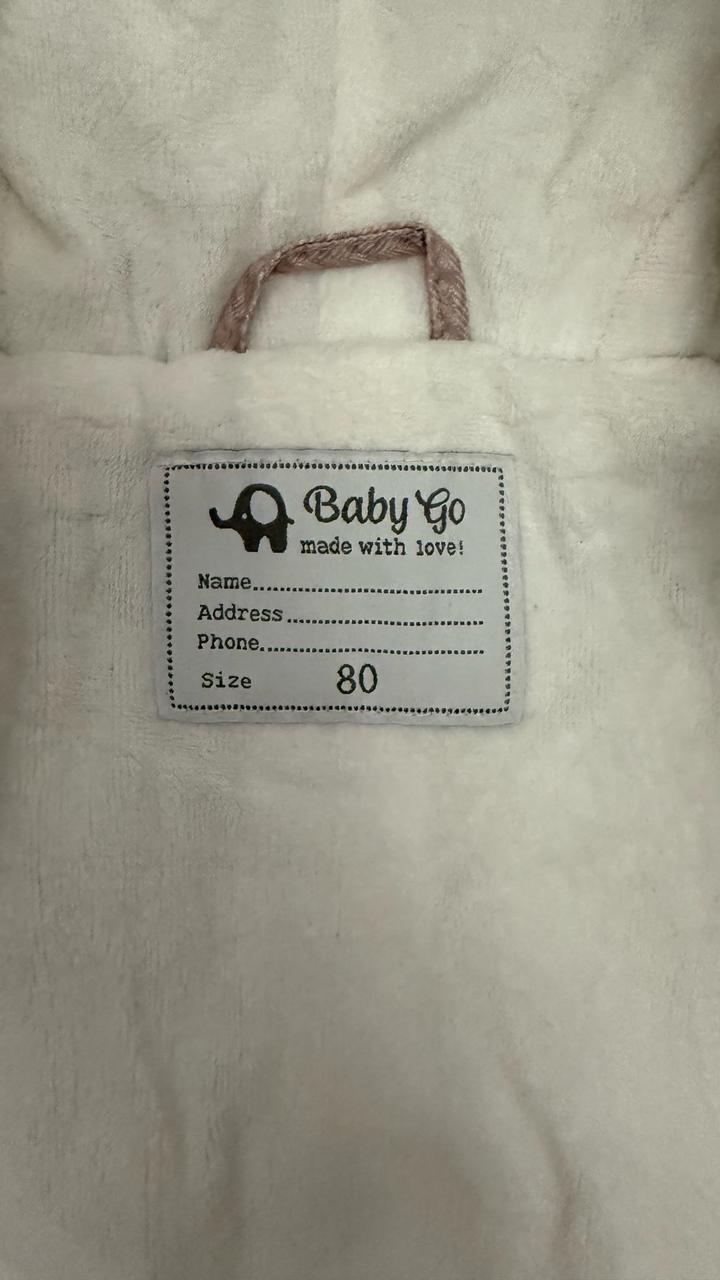 Baby Go
made with love!
Name........................................
Address..................................
Phone.......................................
Size 80